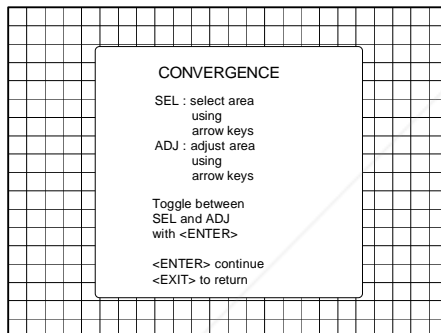 CONVERGENCE
SEL : select area
using
arrow keys
ADJ : adjust area
using
arrow keys
Toggle between
SEL and ADJ
with <ENTER>
<ENTER> continue
<EXIT> to return